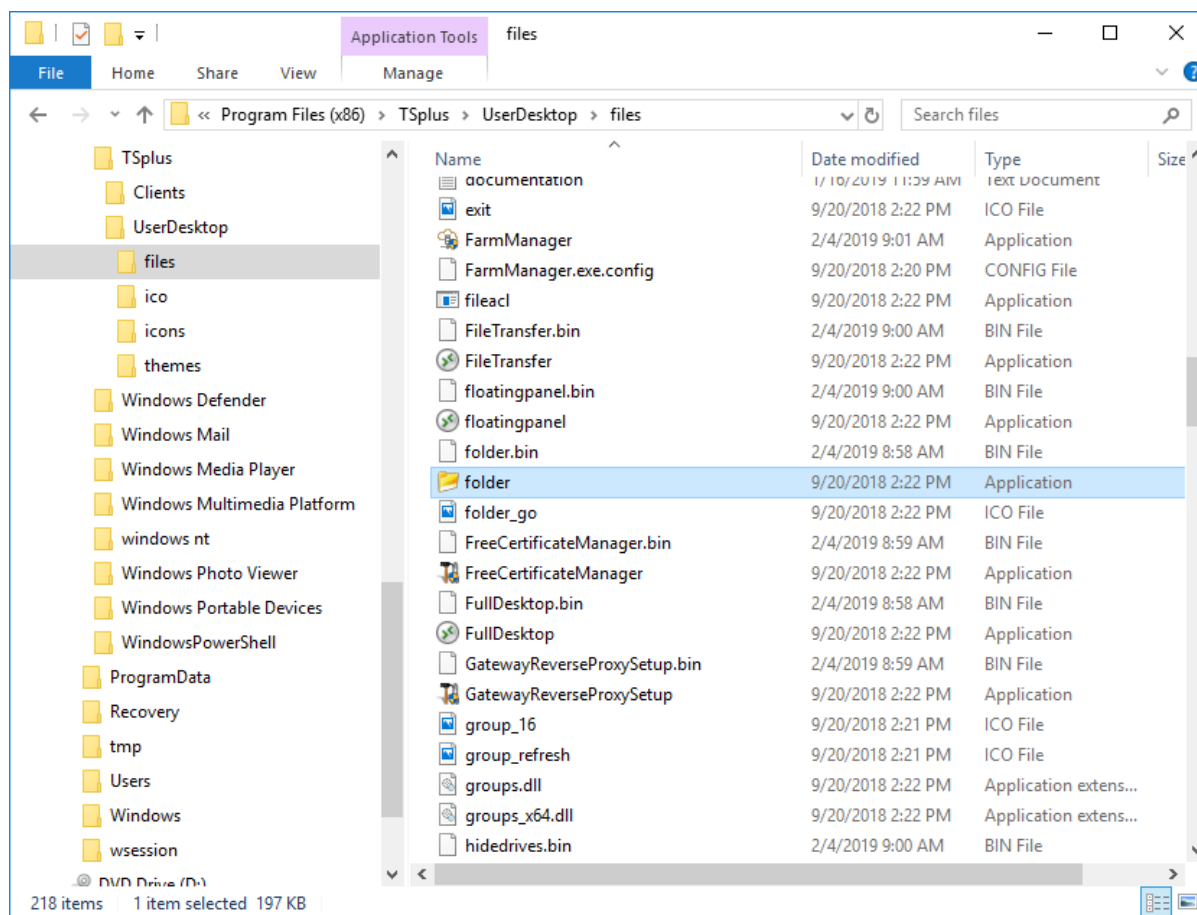 Application Tools files
File Home Share View Manage
« Program Files (x86) > TSplus > UserDesktop > files Search files
TSplus
Clients
UserDesktop
files
ico
icons
themes
Windows Defender
Windows Mail
Windows Media Player
Windows Multimedia Platform
windows nt
Windows Photo Viewer
Windows Portable Devices
WindowsPowerShell
ProgramData
Recovery
tmp
Users
Windows
wsession
DVD Drive (D:)
Name Date modified Type Size
documentation 1/16/2019 11:59 AM Text Document
exit 9/20/2018 2:22 PM ICO File
FarmManager 2/4/2019 9:01 AM Application
FarmManager.exe.config 9/20/2018 2:20 PM CONFIG File
fileacl 9/20/2018 2:22 PM Application
FileTransfer.bin 2/4/2019 9:00 AM BIN File
FileTransfer 9/20/2018 2:22 PM Application
floatingpanel.bin 2/4/2019 9:00 AM BIN File
floatingpanel 9/20/2018 2:22 PM Application
folder.bin 2/4/2019 8:58 AM BIN File
folder 9/20/2018 2:22 PM Application
folder_go 9/20/2018 2:22 PM ICO File
FreeCertificateManager.bin 2/4/2019 8:59 AM BIN File
FreeCertificateManager 9/20/2018 2:22 PM Application
FullDesktop.bin 2/4/2019 8:58 AM BIN File
FullDesktop 9/20/2018 2:22 PM Application
GatewayReverseProxySetup.bin 2/4/2019 8:59 AM BIN File
GatewayReverseProxySetup 9/20/2018 2:22 PM Application
group_16 9/20/2018 2:21 PM ICO File
group_refresh 9/20/2018 2:21 PM ICO File
groups.dll 9/20/2018 2:22 PM Application extens...
groups_x64.dll 9/20/2018 2:22 PM Application extens...
hidedrives.bin 2/4/2019 9:00 AM BIN File
218 items 1 item selected 197 KB